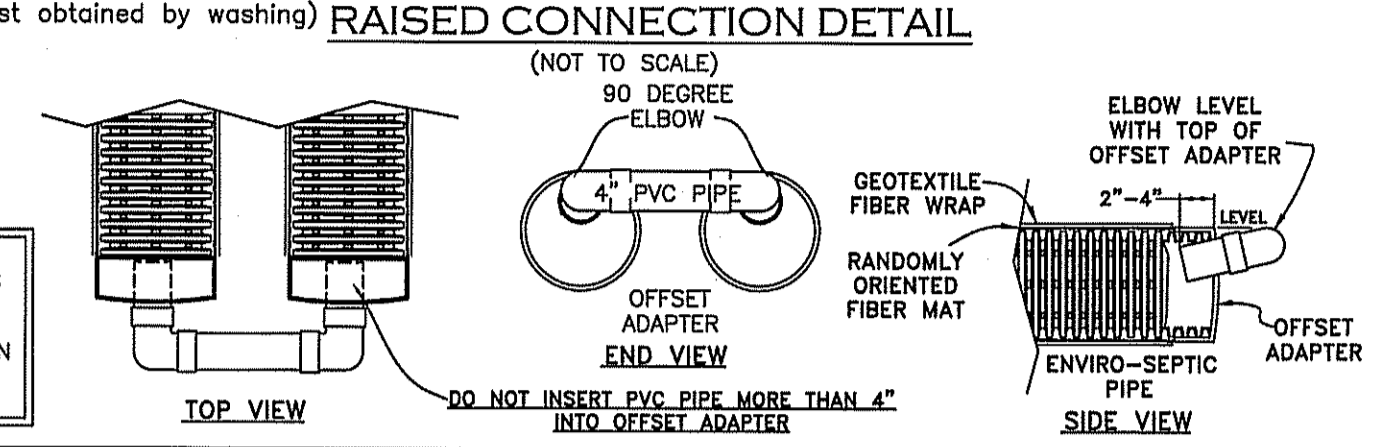 st obtained by washing)
RAISED CONNECTION DETAIL
(NOT TO SCALE)
90 DEGREE
ELBOW
4" PVC PIPE
OFFSET
ADAPTER
END VIEW
TOP VIEW
DO NOT INSERT PVC PIPE MORE THAN 4"
INTO OFFSET ADAPTER
ELBOW LEVEL
WITH TOP OF
OFFSET ADAPTER
GEOTEXTILE
FIBER WRAP
2"-4"
LEVEL
RANDOMLY
ORIENTED
FIBER MAT
OFFSET
ADAPTER
ENVIRO-SEPTIC
PIPE
SIDE VIEW
N